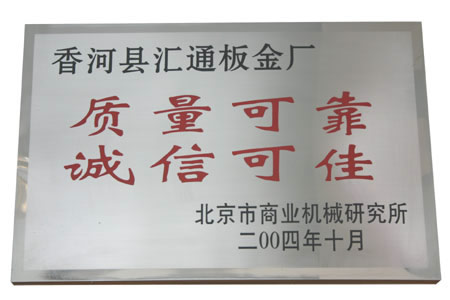 香河县汇通板金厂
质量可靠
诚信可佳
北京市商业机械研究所
二00四年十月